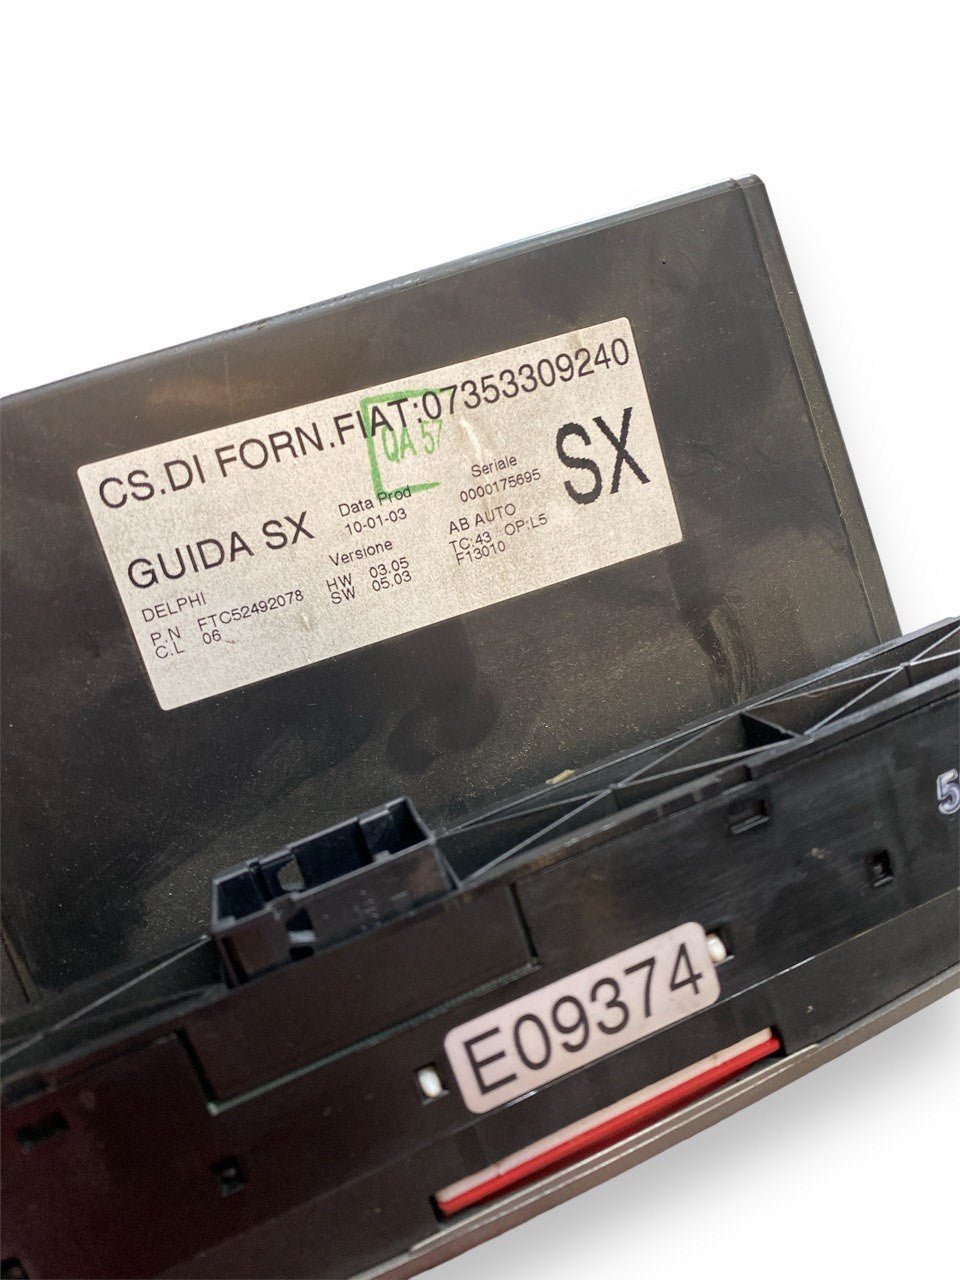 CS.DI FORN.FIAT:07353309240
QA 57
GUIDA SX
Data Prod
10-01-03
Seriale
0000175695
SX
DELPHI
Versione
AB AUTO
P.N FTC52492078
HW 03.05
TC:43 OP:L5
C.L 06
SW 05.03
F13010
5
E09374